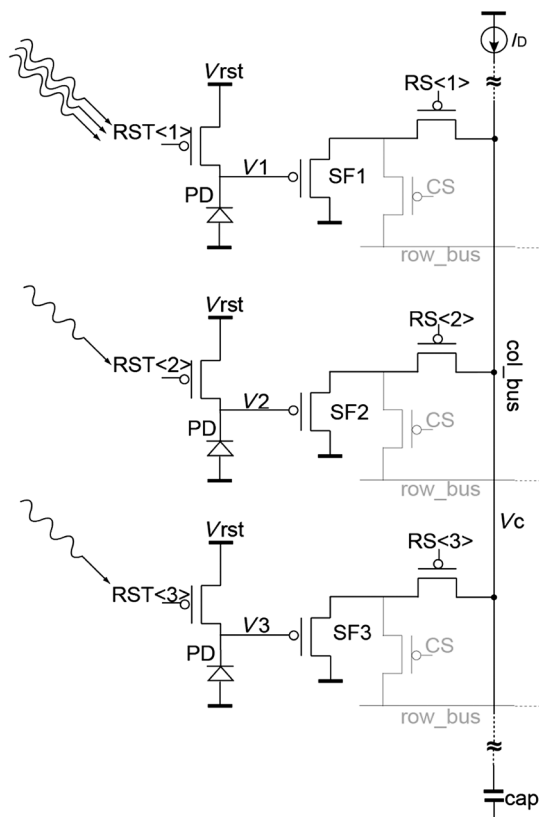 ID
Vrst
RS<1>
RST<1>
V1
SF1
PD
CS
row_bus
Vrst
RS<2>
RST<2>
V2
SF2
PD
CS
row_bus
col_bus
Vc
Vrst
RS<3>
RST<3>
V3
SF3
PD
CS
row_bus
cap